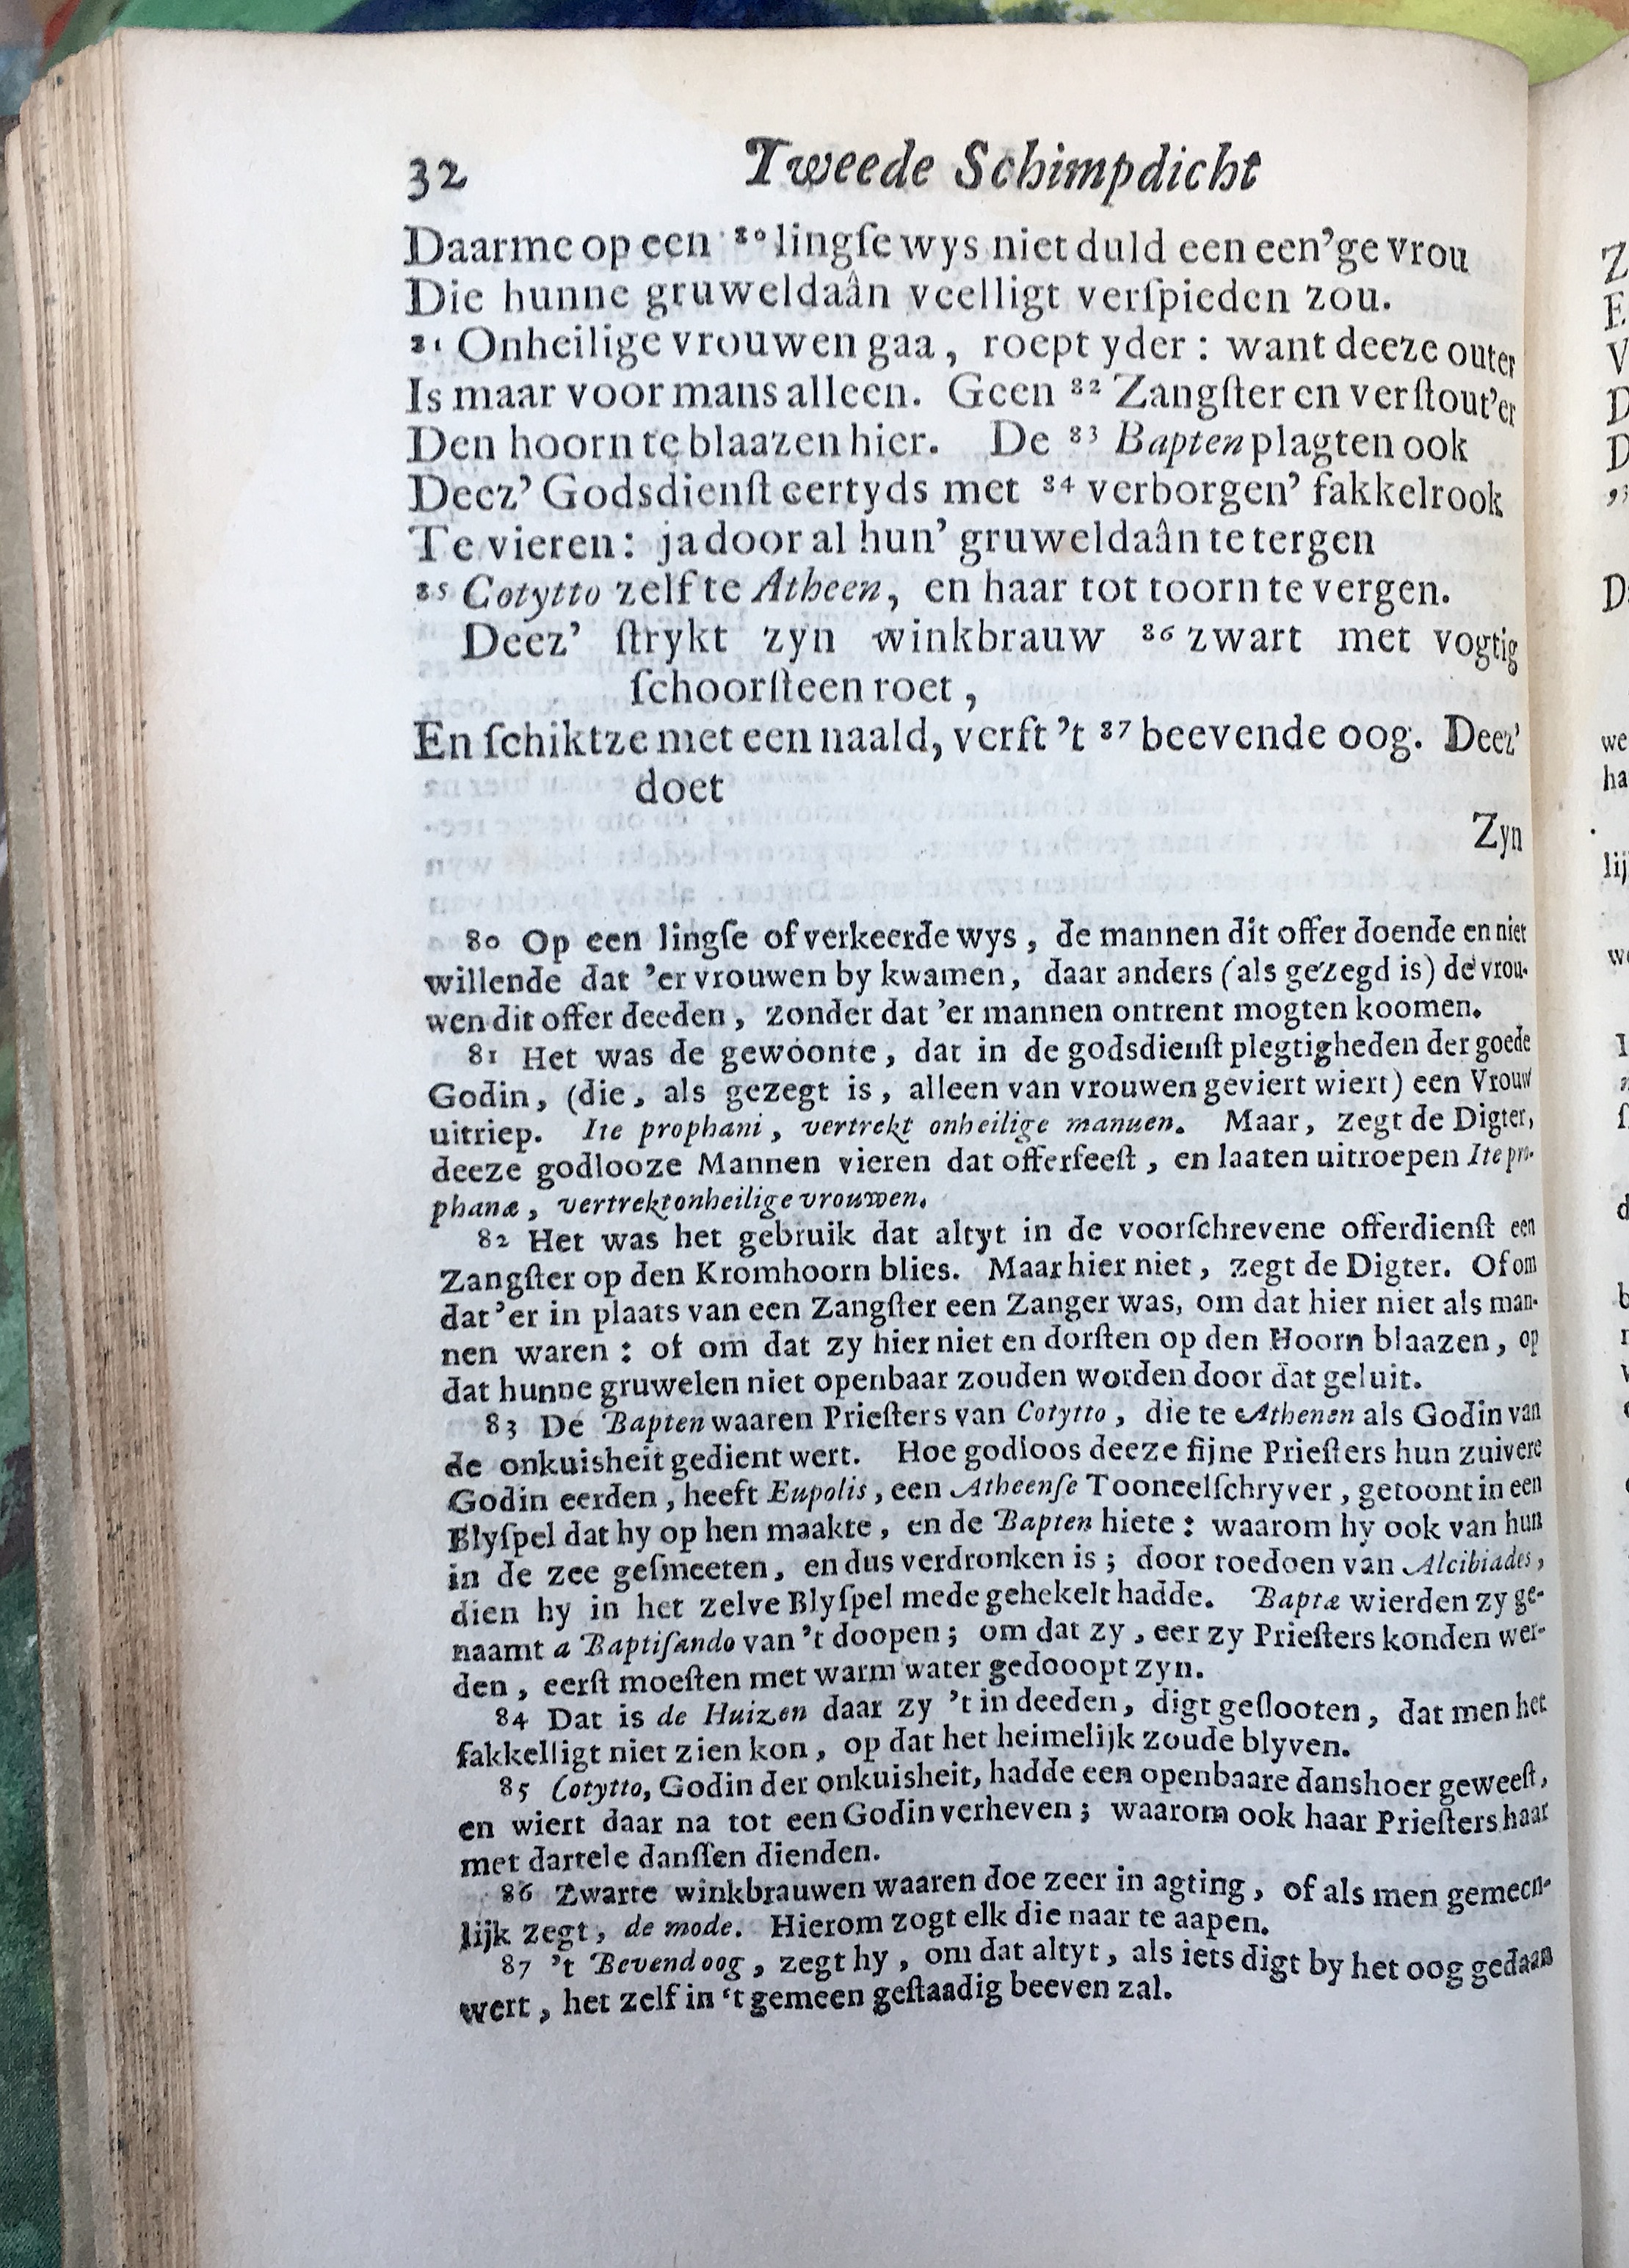 32 Tweede Schimpdicht
Daarme op een ⁸⁰ lingſe wys niet duld een een’ge vrou
Die hunne gruweldaân veelligt verſpieden zou.
⁸¹ Onheilige vrouwen gaa, roept yder: want deeze outer
Is maar voor mans alleen. Geen ⁸² Zangſter en verſtout’er
Den hoorn te blaazen hier. De ⁸³ Bapten plagten ook
Deez’ Godsdienſt eertyds met ⁸⁴ verborgen’ fakkelrook
Te vieren: ja door al hun’ gruweldaân te tergen
⁸⁵ Cotytto zelf te Atheen, en haar tot toorn te vergen.
Deez’ ſtrykt zyn winkbrauw ⁸⁶ zwart met vogtig
ſchoorſteen roet,
En ſchiktze met een naald, verft ’t ⁸⁷ beevende oog. Deez’
doet
Zyn
80 Op een lingſe of verkeerde wys, de mannen dit offer doende en niet
willende dat ’er vrouwen by kwamen, daar anders (als gezegd is) de vrou-
wen dit offer deeden, zonder dat ’er mannen ontrent mogten koomen.
81 Het was de gewoonte, dat in de godsdienſt plegtigheden der goede
Godin, (die, als gezegt is, alleen van vrouwen geviert wiert) een Vrouw
uitriep. Ite prophani, vertrekt onheilige mannen. Maar, zegt de Digter,
deeze godlooze Mannen vieren dat offerfeeſt, en laaten uitroepen Ite pro-
phanæ, vertrekt onheilige vrouwen.
82 Het was het gebruik dat altyt in de voorſchrevene offerdienſt een
Zangſter op den Kromhoorn blies. Maar hier niet, zegt de Digter. Of om
dat ’er in plaats van een Zangſter een Zanger was, om dat hier niet als man-
nen waren: of om dat zy hier niet en dorſten op den Hoorn blaazen, op
dat hunne gruwelen niet openbaar zouden worden door dat geluit.
83 De Bapten waaren Prieſters van Cotytto, die te Athenen als Godin van
de onkuisheit gedient wert. Hoe godloos deeze fijne Prieſters hun zuivere
Godin eerden, heeft Eupolis, een Atheenſe Tooneelſchryver, getoont in een
Blyſpel dat hy op hen maakte, en de Bapten hiete: waarom hy ook van hun
in de zee geſmeeten, en dus verdronken is; door toedoen van Alcibiades,
dien hy in het zelve Blyſpel mede gehekelt hadde. Baptæ wierden zy ge-
naamt a Baptiſando van ’t doopen; om dat zy, eer zy Prieſters konden wer-
den, eerſt moeſten met warm water gedooopt zyn.
84 Dat is de Huizen daar zy ’t in deeden, digt geſlooten, dat men het
fakkelligt niet zien kon, op dat het heimelijk zoude blyven.
85 Cotytto, Godin der onkuisheit, hadde een openbaare danshoer geweeſt,
en wiert daar na tot een Godin verheven; waarom ook haar Prieſters haar
met dartele danſſen dienden.
86 Zwarte winkbrauwen waaren doe zeer in agting, of als men gemeen-
lijk zegt, de mode. Hierom zogt elk die naar te aapen.
87 ’t Bevend oog, zegt hy, om dat altyt, als iets digt by het oog gedaan
wert, het zelf in ‘t gemeen geſtaadig beeven zal.